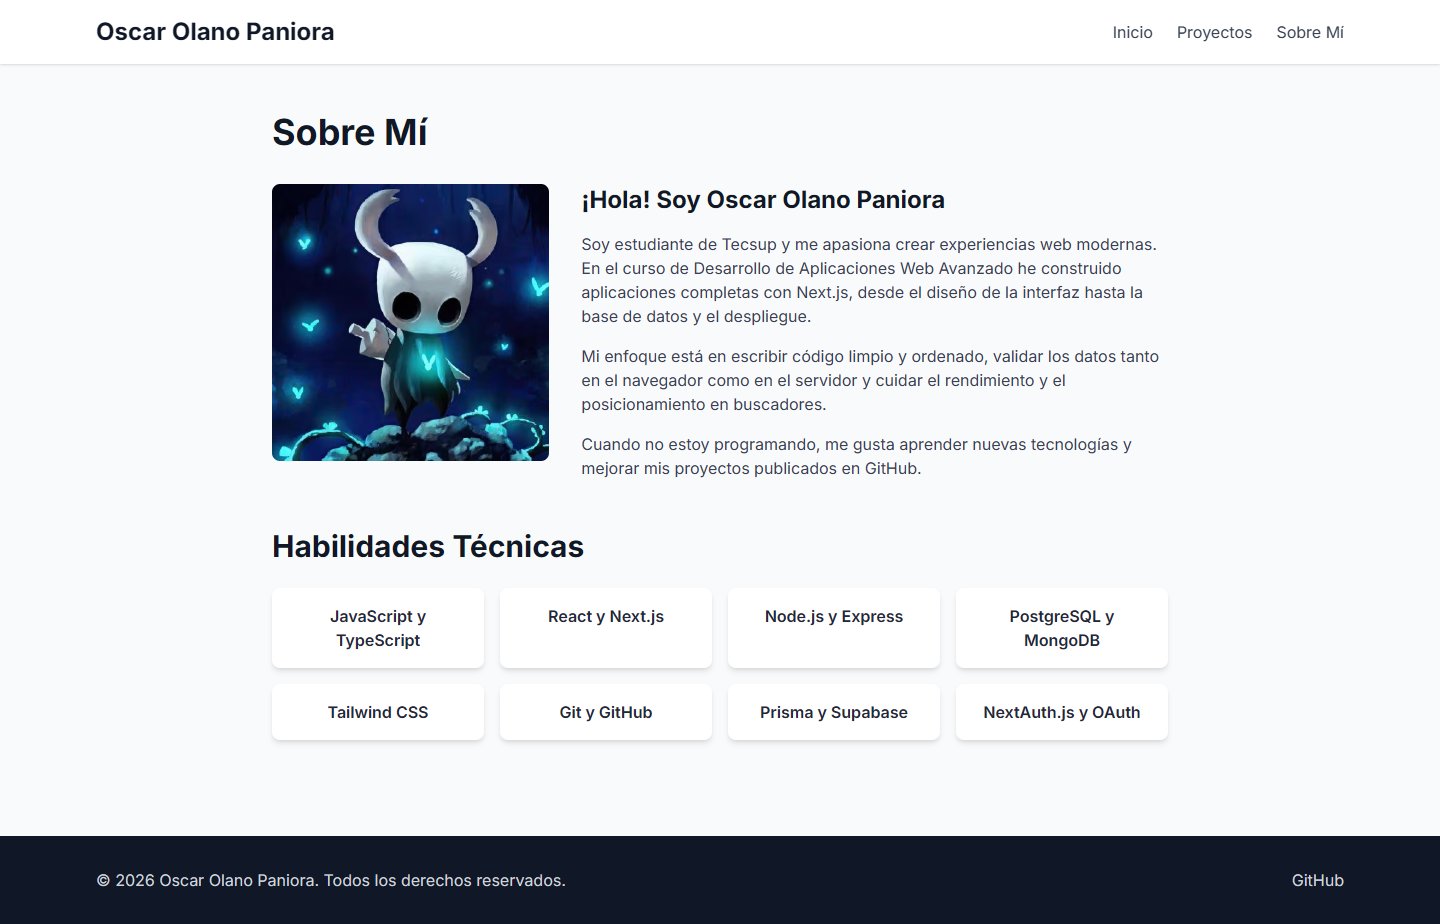 Oscar Olano Paniora
Inicio
Proyectos
Sobre Mí
Sobre Mí
¡Hola! Soy Oscar Olano Paniora
Soy estudiante de Tecsup y me apasiona crear experiencias web modernas.
En el curso de Desarrollo de Aplicaciones Web Avanzado he construido
aplicaciones completas con Next.js, desde el diseño de la interfaz hasta la
base de datos y el despliegue.
Mi enfoque está en escribir código limpio y ordenado, validar los datos tanto
en el navegador como en el servidor y cuidar el rendimiento y el
posicionamiento en buscadores.
Cuando no estoy programando, me gusta aprender nuevas tecnologías y
mejorar mis proyectos publicados en GitHub.
Habilidades Técnicas
JavaScript y
TypeScript
React y Next.js
Node.js y Express
PostgreSQL y
MongoDB
Tailwind CSS
Git y GitHub
Prisma y Supabase
NextAuth.js y OAuth
© 2026 Oscar Olano Paniora. Todos los derechos reservados.
GitHub